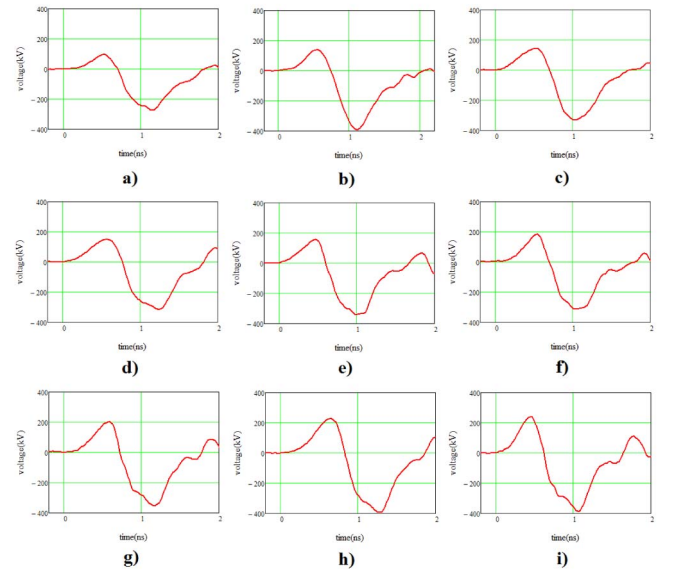 400
200
voltage(kV)
0
− 200
− 400
0
1
2
time(ns)
a)
400
200
voltage(kV)
0
− 200
− 400
0
1
2
time(ns)
b)
400
200
voltage(kV)
0
− 200
− 400
0
1
2
time(ns)
c)
400
200
voltage(kV)
0
− 200
− 400
0
1
2
time(ns)
d)
400
200
voltage(kV)
0
− 200
− 400
0
1
2
time(ns)
e)
400
200
voltage(kV)
0
− 200
− 400
0
1
2
time(ns)
f)
400
200
voltage(kV)
0
− 200
− 400
0
1
2
time(ns)
g)
400
200
voltage(kV)
0
− 200
− 400
0
1
2
time(ns)
h)
400
200
voltage(kV)
0
− 200
− 400
0
1
2
time(ns)
i)